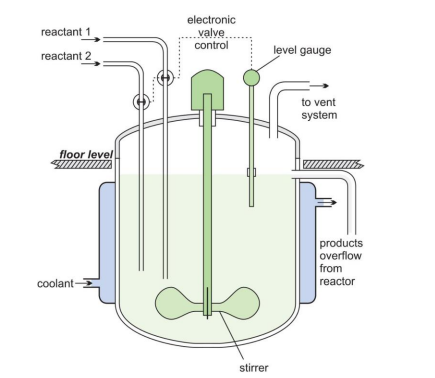 electronic
valve
control
reactant 1
reactant 2
level gauge
to vent
system
floor level
products
overflow
from
reactor
coolant
stirrer